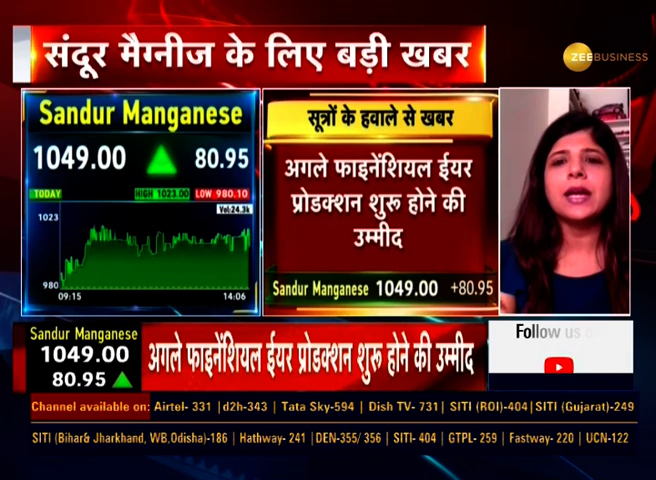 संदूर मैग्नीज के लिए बड़ी खबर
ZEEBUSINESS
Sandur Manganese
1049.00 ▲ 80.95
TODAY HIGH 1023.00 LOW 980.10
Vol:24.3k
1023
980
09:15 14:06
सूत्रों के हवाले से खबर
अगले फाइनेंशियल ईयर
प्रोडक्शन शुरू होने की
उम्मीद
Sandur Manganese 1049.00 +80.95
Sandur Manganese
1049.00
80.95 ▲
अगले फाइनेंशियल ईयर प्रोडक्शन शुरू होने की उम्मीद
Follow us
Channel available on: Airtel- 331 |d2h-343 | Tata Sky-594 | Dish TV- 731| SITI (ROI)-404|SITI (Gujarat)-249
SITI (Bihar& Jharkhand, WB,Odisha)-186 | Hathway- 241 |DEN-355/ 356 | SITI- 404 | GTPL- 259 | Fastway- 220 | UCN-122